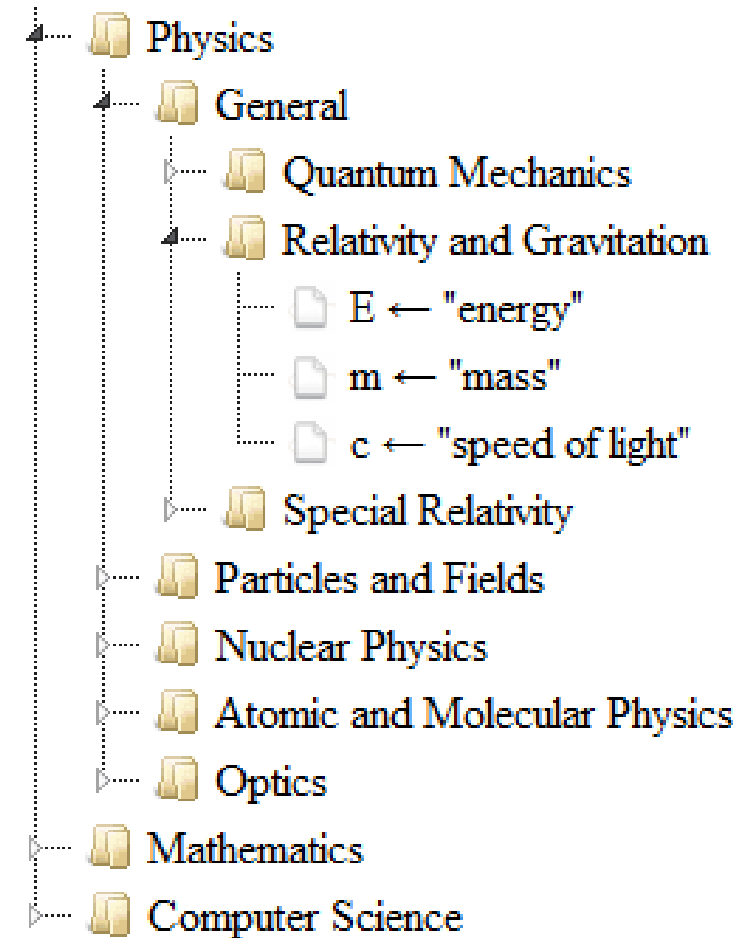 Physics
General
Quantum Mechanics
Relativity and Gravitation
E ← "energy"
m ← "mass"
c ← "speed of light"
Special Relativity
Particles and Fields
Nuclear Physics
Atomic and Molecular Physics
Optics
Mathematics
Computer Science